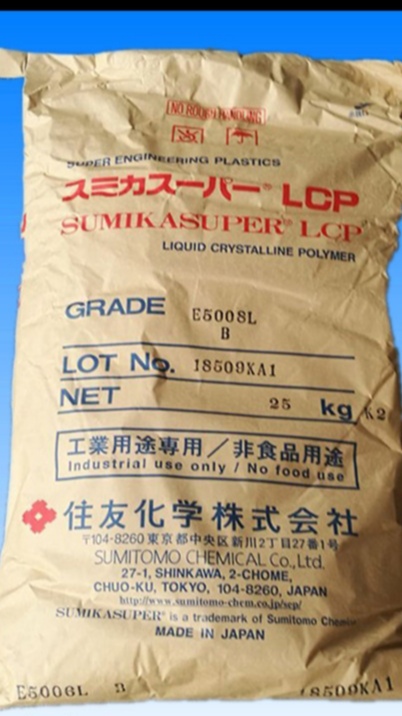 NO ROUGH HANDLING
SUPER ENGINEERING PLASTICS
スミカスーパー® LCP
SUMIKASUPER® LCP
LIQUID CRYSTALLINE POLYMER
GRADE E5008L
B
LOT No. 18509KA1
NET 25 kg K2
工業用途専用／非食品用途
Industrial use only / No food use
住友化学株式会社
〒104-8260 東京都中央区新川2丁目27番1号
SUMITOMO CHEMICAL Co., Ltd.
27-1, SHINKAWA, 2-CHOME,
CHUO-KU, TOKYO, 104-8260, JAPAN
http://www.sumitomo-chem.co.jp/sep/
SUMIKASUPER® is a trademark of Sumitomo Chemic
MADE IN JAPAN
E5008L B 18509KA1